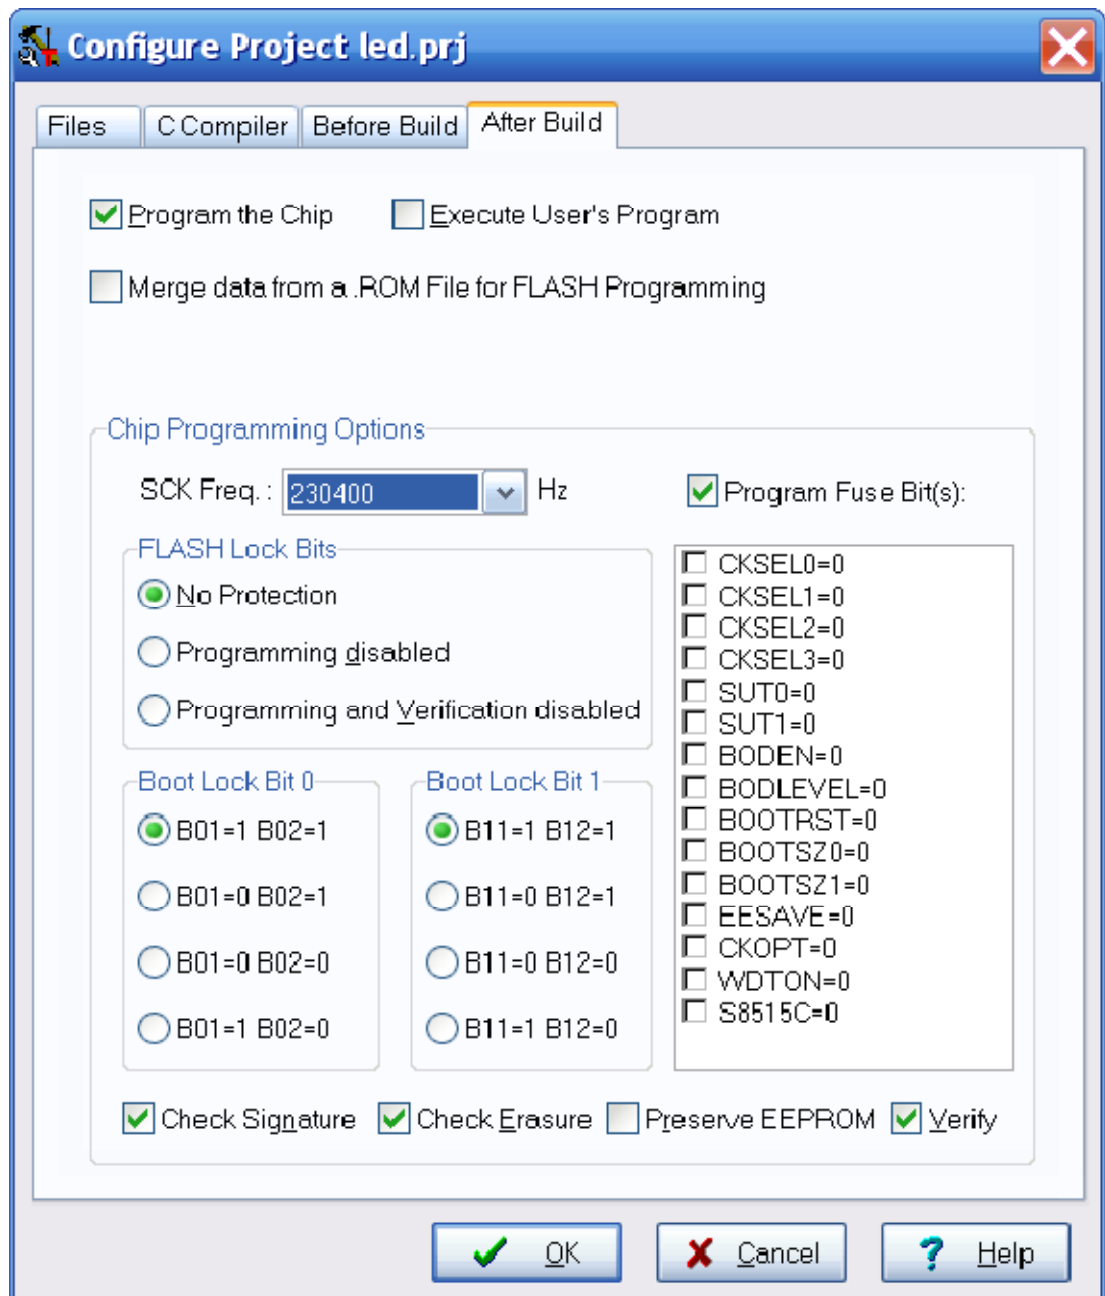 Configure Project led.prj
Files C Compiler Before Build After Build
Program the Chip Execute User's Program
Merge data from a .ROM File for FLASH Programming
Chip Programming Options
SCK Freq.: 230400 Hz Program Fuse Bit(s):
FLASH Lock Bits
No Protection
Programming disabled
Programming and Verification disabled
CKSEL0=0
CKSEL1=0
CKSEL2=0
CKSEL3=0
SUT0=0
SUT1=0
BODEN=0
BODLEVEL=0
BOOTRST=0
BOOTSZ0=0
BOOTSZ1=0
EESAVE=0
CKOPT=0
WDTON=0
S8515C=0
Boot Lock Bit 0
B01=1 B02=1
B01=0 B02=1
B01=0 B02=0
B01=1 B02=0
Boot Lock Bit 1
B11=1 B12=1
B11=0 B12=1
B11=0 B12=0
B11=1 B12=0
Check Signature Check Erasure Preserve EEPROM Verify
OK Cancel ? Help